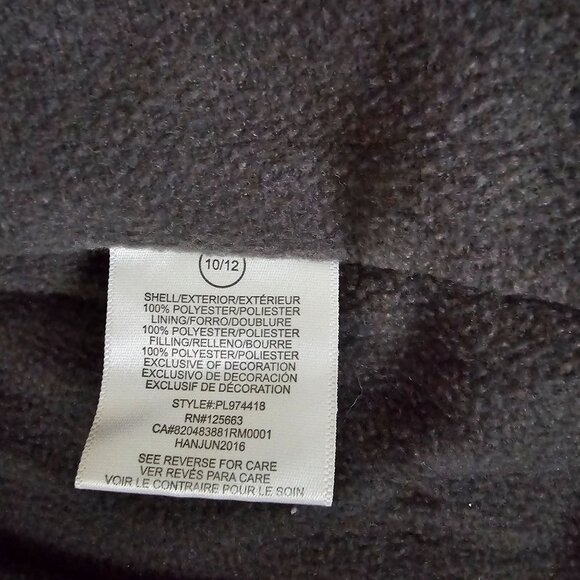 10/12
SHELL/EXTERIOR/EXTÉRIEUR
100% POLYESTER/POLIESTER
LINING/FORRO/DOUBLURE
100% POLYESTER/POLIESTER
FILLING/RELLENO/BOURRE
100% POLYESTER/POLIESTER
EXCLUSIVE OF DECORATION
EXCLUSIVO DE DECORACIÓN
EXCLUSIF DE DÉCORATION
STYLE#:PL974418
RN#125663
CA#820483881RM0001
HANJUN2016
SEE REVERSE FOR CARE
VER REVÉS PARA CARE
VOIR LE CONTRAIRE POUR LE SOIN